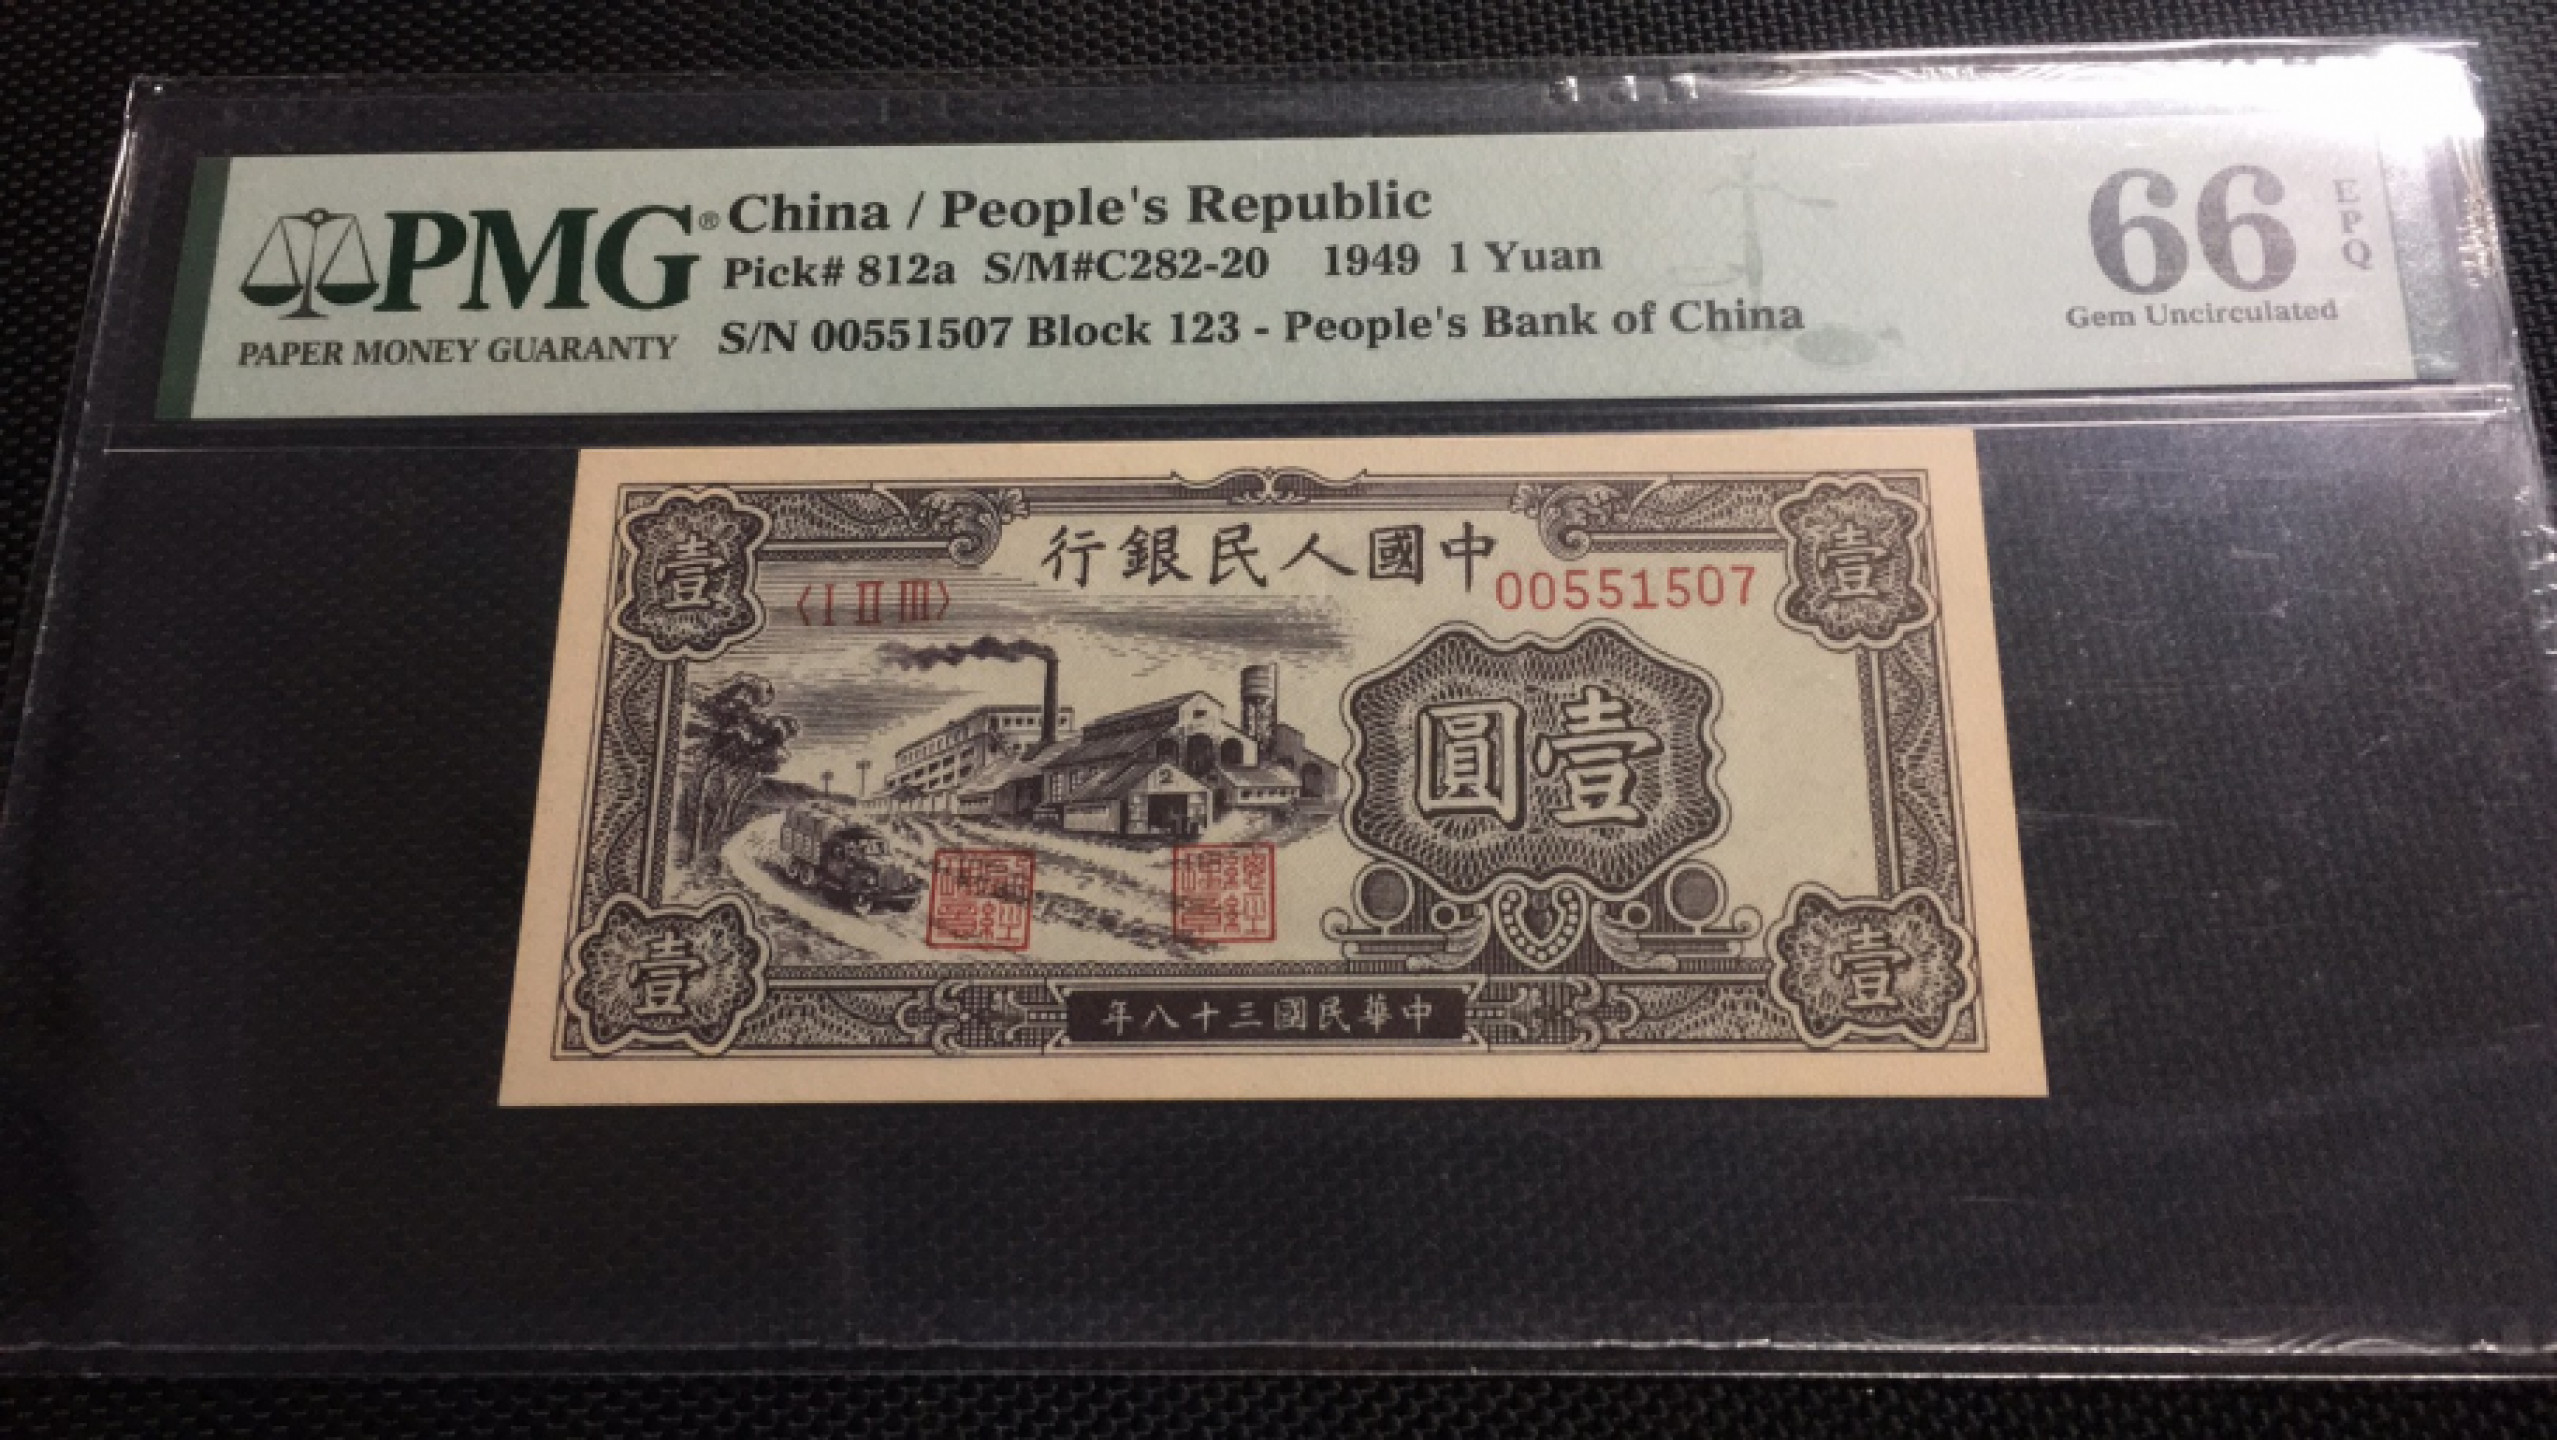 PMG®
PAPER MONEY GUARANTY
China / People's Republic
Pick# 812a S/M#C282-20 1949 1 Yuan
S/N 00551507 Block 123 - People's Bank of China
66
EPQ
Gem Uncirculated
中國人民銀行
〈I II III〉
00551507
壹
壹
壹圓
2
壹
壹
中華民國三十八年